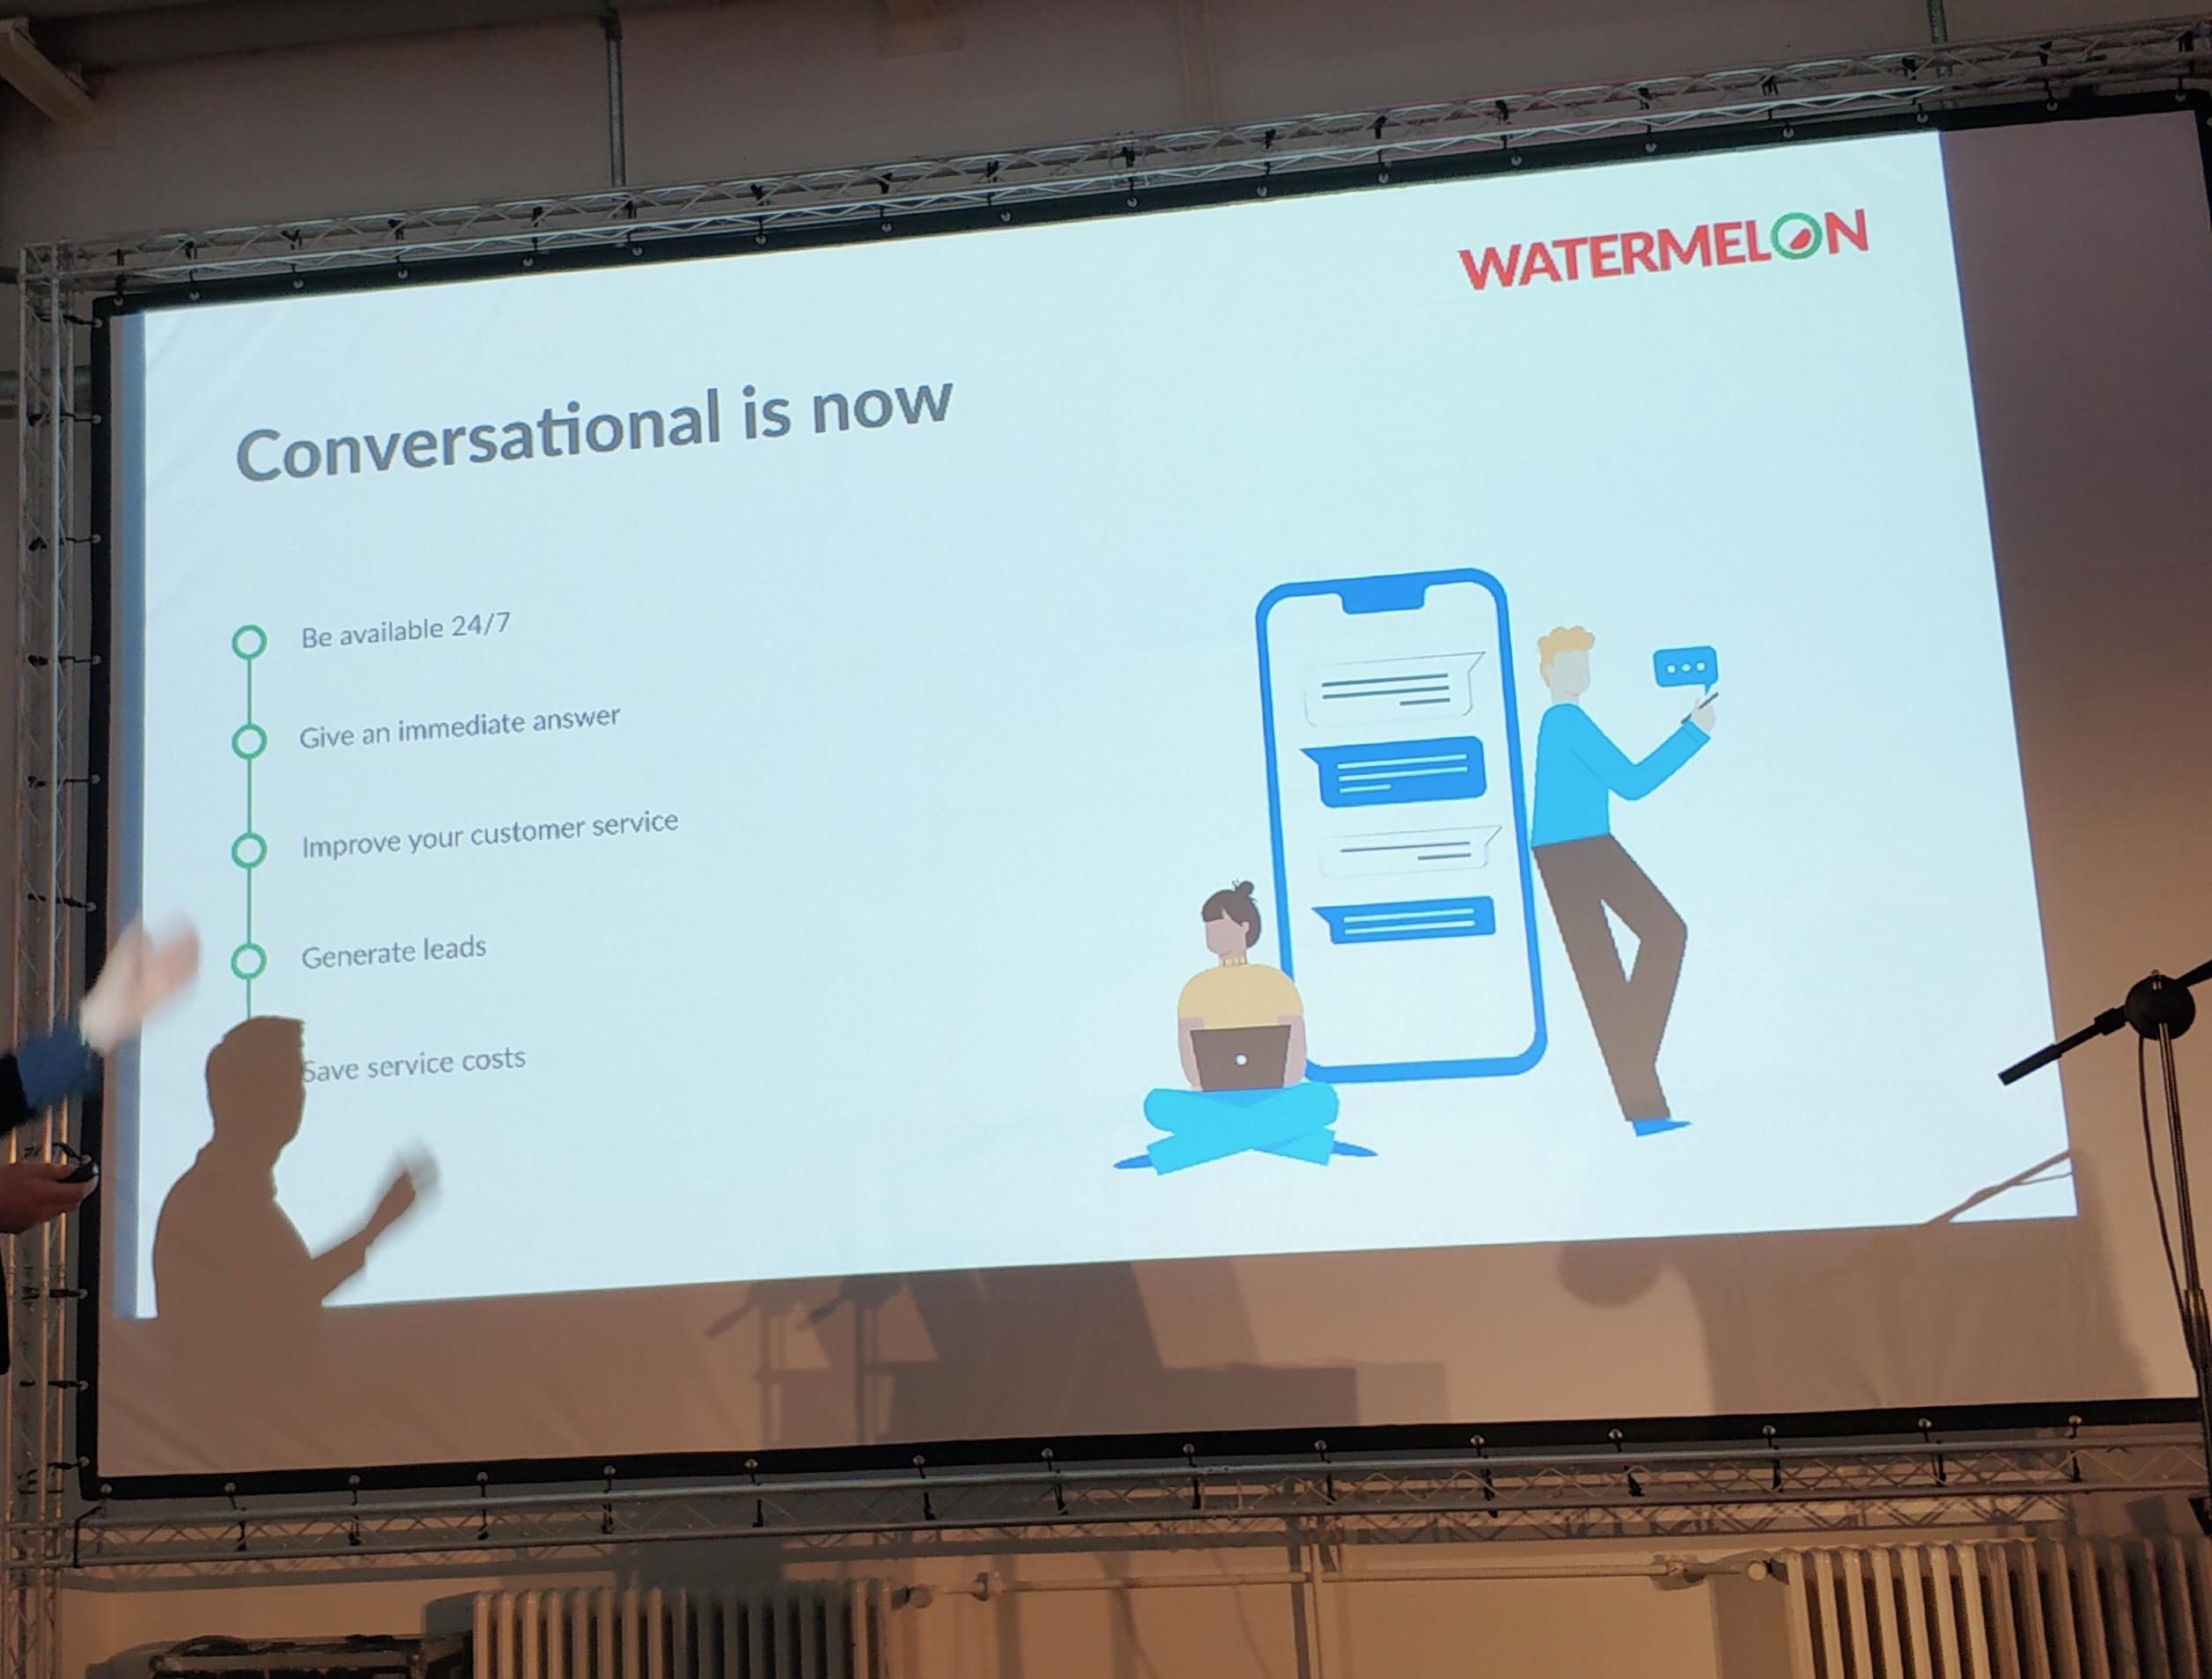 WATERMELON
Conversational is now
Be available 24/7
Give an immediate answer
Improve your customer service
Generate leads
Save service costs